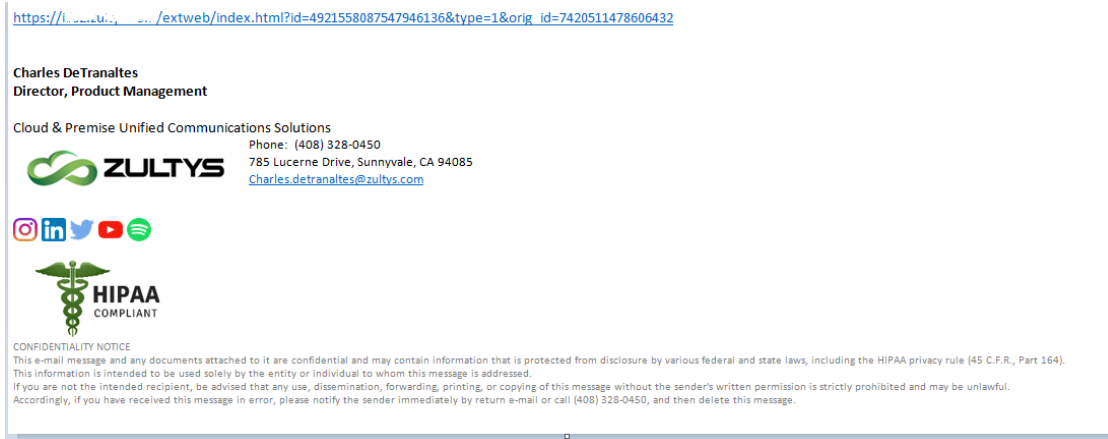 /extweb/index.html?id=4921558087547946136&type=1&orig_id=7420511478606432
Charles DeTranaltes
Director, Product Management
Cloud & Premise Unified Communications Solutions
Phone: (408) 328-0450
ZULTYS
785 Lucerne Drive, Sunnyvale, CA 94085
Charles.detranaltes@zultys.com
in
HIPAA
COMPLIANT
CONFIDENTIALITY NOTICE
This e-mail message and any documents attached to it are confidential and may contain information that is protected from disclosure by various federal and state laws, including the HIPAA privacy rule (45 C.F.R., Part 164).
This information is intended to be used solely by the entity or individual to whom this message is addressed.
If you are not the intended recipient, be advised that any use, dissemination, forwarding, printing, or copying of this message without the sender's written permission is strictly prohibited and may be unlawful.
Accordingly, if you have received this message in error, please notify the sender immediately by return e-mail or call (408) 328-0450, and then delete this message.